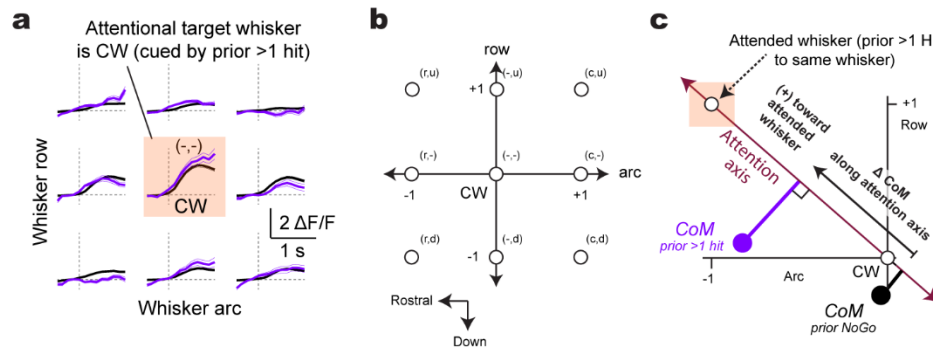 a
Attentional target whisker
is CW (cued by prior >1 hit)
Whisker row
(-,-)
CW
2 ΔF/F
1 s
Whisker arc
b
row
(r,u)
(-,u)
(c,u)
+1
(r,-)
(-,-)
(c,-)
arc
-1
CW
+1
(r,d)
(-,d)
(c,d)
-1
Rostral
Down
c
Attended whisker (prior >1 H
to same whisker)
(+) toward
attended
whisker
+1
Row
Attention
axis
Δ CoM
along attention axis
CoM
prior >1 hit
-1
Arc
CW
CoM
prior NoGo